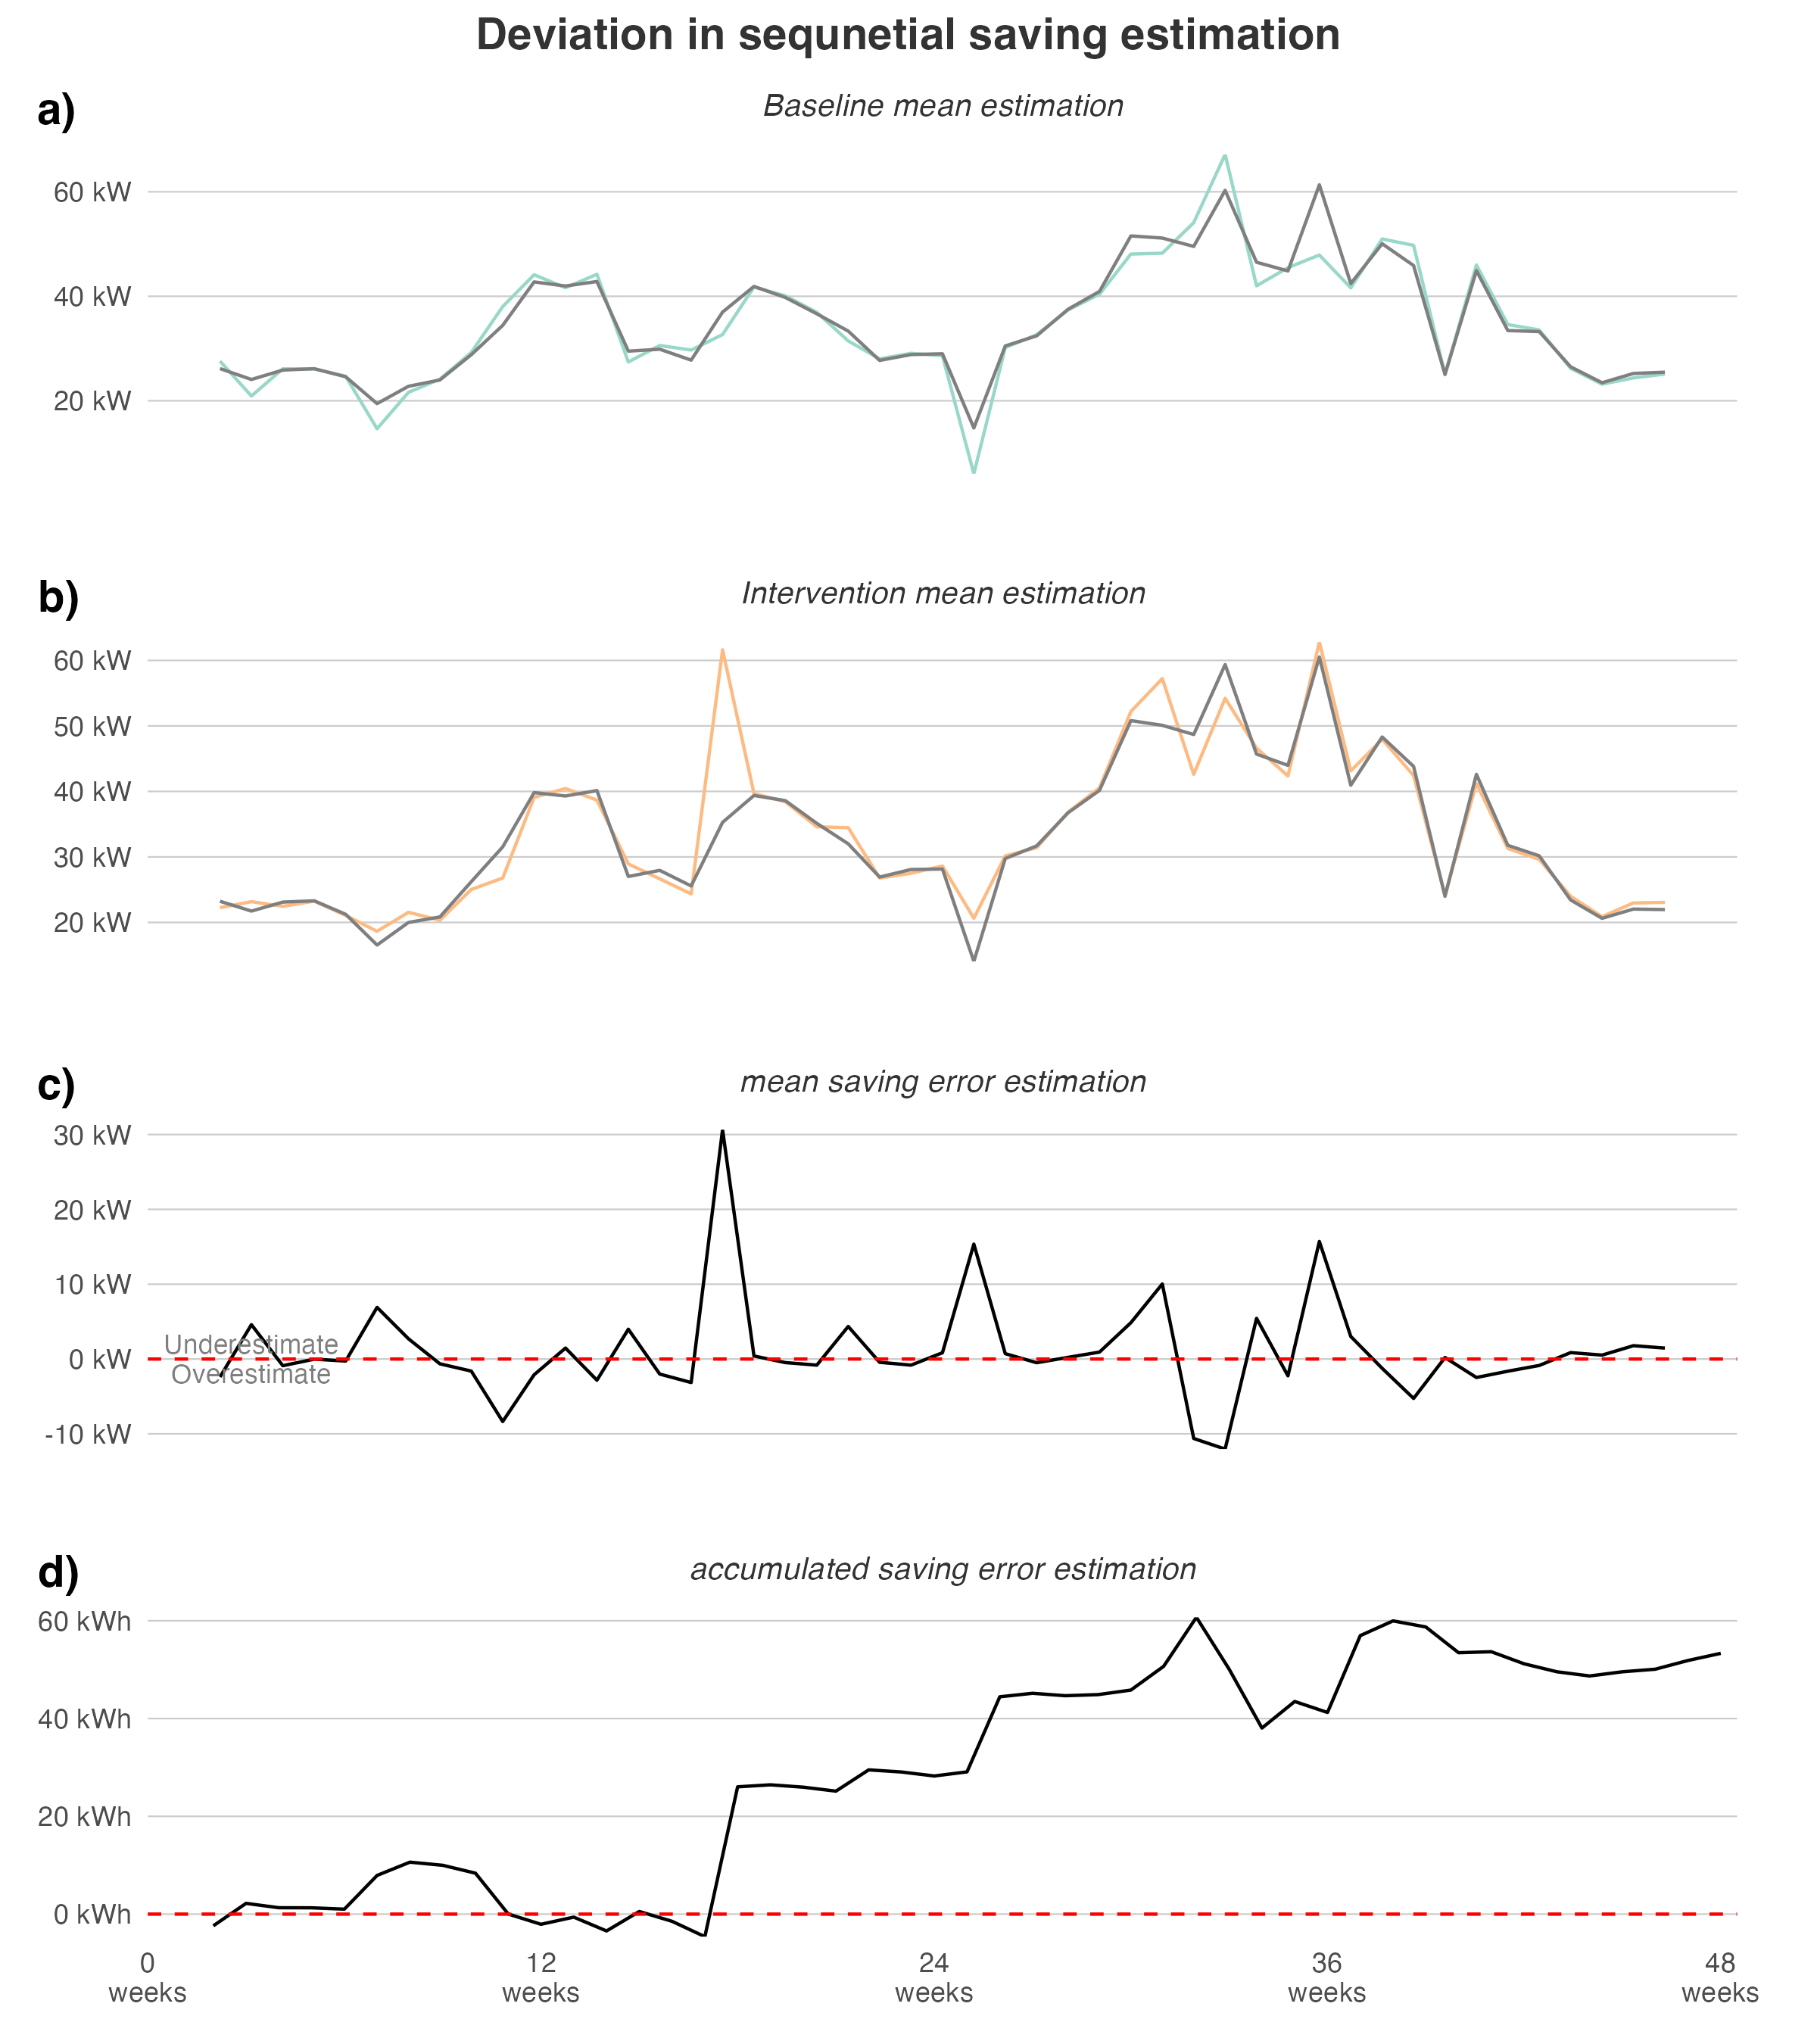 Deviation in sequnetial saving estimation
a)
Baseline mean estimation
60 kW
40 kW
20 kW
b)
Intervention mean estimation
60 kW
50 kW
40 kW
30 kW
20 kW
c)
mean saving error estimation
30 kW
20 kW
10 kW
Underestimate
0 kW
Overestimate
-10 kW
d)
accumulated saving error estimation
60 kWh
40 kWh
20 kWh
0 kWh
0 12 24 36 48
weeks weeks weeks weeks weeks